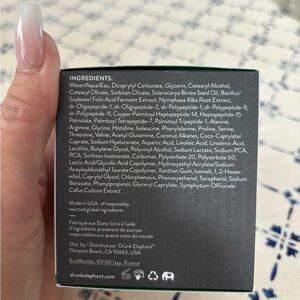 INGREDIENTS:
Water/Aqua/Eau, Dicaprylyl Carbonate, Glycerin, Cetearyl Alcohol,
Cetearyl Olivate, Sorbitan Olivate, Sclerocarya Birrea Seed Oil, Bacillus/
Soybean/ Folic Acid Ferment Extract, Nymphaea Alba Root Extract,
sh-Oligopeptide-1, sh-Oligopeptide-2, sh-Polypeptide-1, sh-Polypeptide-9,
sh-Polypeptide-11, Copper Palmitoyl Heptapeptide-14, Heptapeptide-15
Palmitate, Palmitoyl Tetrapeptide-7, Palmitoyl Tripeptide-1, Alanine,
Arginine, Glycine, Histidine, Isoleucine, Phenylalanine, Proline, Serine,
Threonine, Valine, Acetyl Glutamine, Coconut Alkanes, Coco-Caprylate/
Caprate, Sodium Hyaluronate, Aspartic Acid, Linoleic Acid, Linolenic Acid,
Lecithin, Butylene Glycol, Polyvinyl Alcohol, Sodium Lactate, Sodium PCA,
PCA, Sorbitan Isostearate, Carbomer, Polysorbate 20, Polysorbate 60,
Lactic Acid/Glycolic Acid Copolymer, Hydroxyethyl Acrylate/Sodium
Acryloyldimethyl Taurate Copolymer, Xanthan Gum, Isomalt, 1,2-Hexan-
ediol, Caprylyl Glycol, Chlorphenesin, Phenoxyethanol, Tocopherol, Sodium
Benzoate, Phenylpropanol, Glyceryl Caprylate, Symphytum Officinale
Callus Culture Extract
Made in USA of responsibly
sourced global ingredients
Fabriqué aux États-Unis à l'aide
d'ingrédients provenant de sources
responsables aux quatre coins du monde
Dist by / Distribué par: Drunk Elephant®
Newport Beach, CA 92663, USA
EcoMundo, 92130 Issy, France
drunkelephant.com